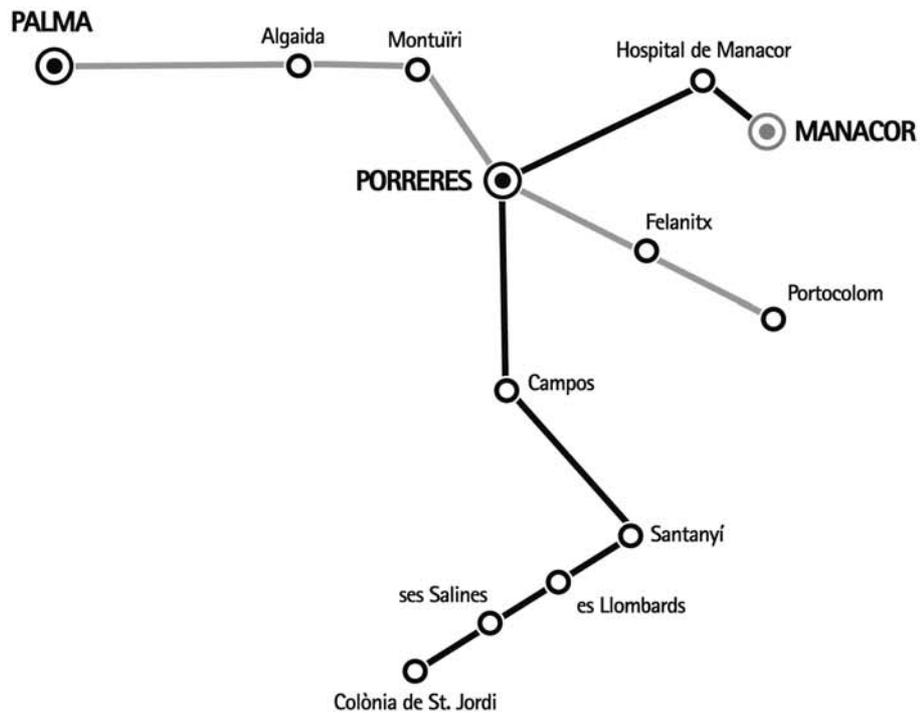 PALMA
Algaida
Montuïri
Hospital de Manacor
MANACOR
PORRERES
Felanitx
Portocolom
Campos
Santanyí
ses Salines
es Llombards
Colònia de St. Jordi